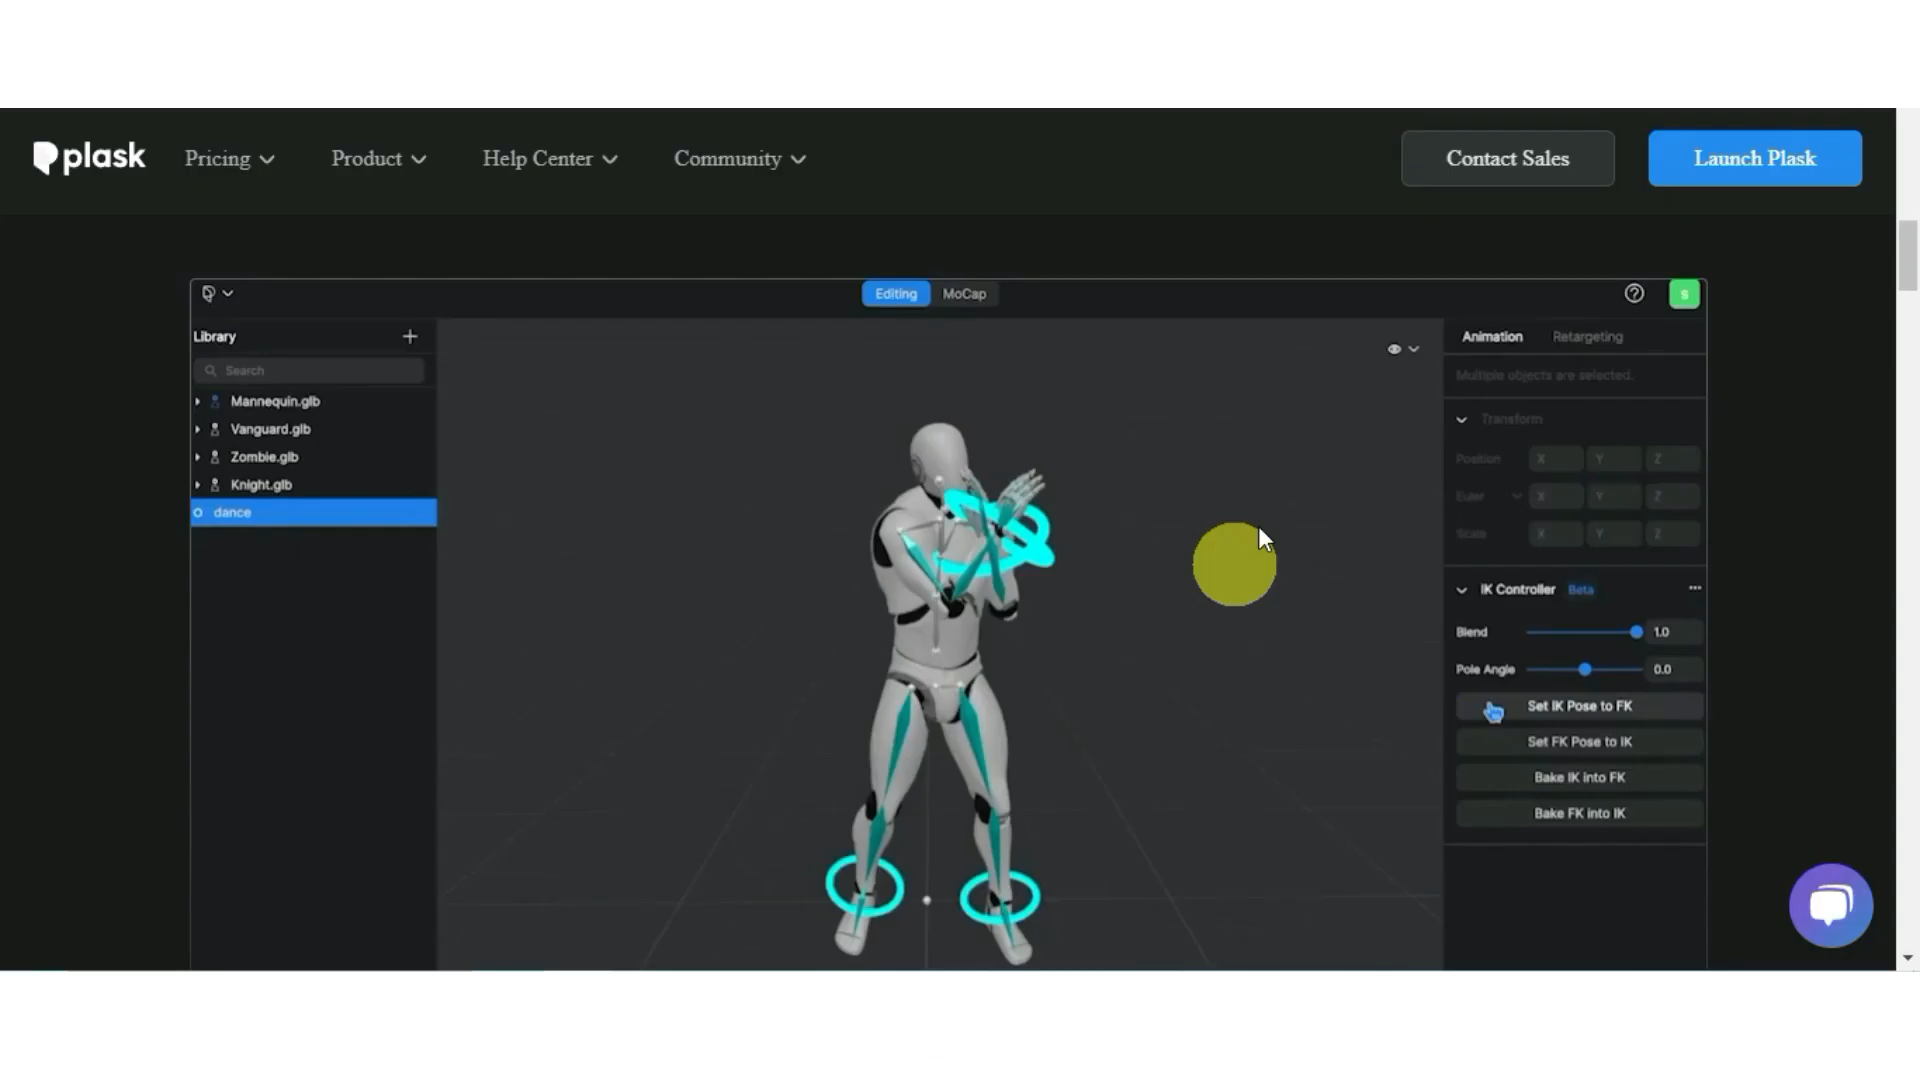 plask
Pricing
Product
Help Center
Community
Contact Sales
Launch Plask
Editing
MoCap
S
Library
Search
Mannequin.glb
Vanguard.glb
Zombie.glb
Knight.glb
dance
Animation
Retargeting
Multiple objects are selected.
Transform
Position X Y Z
Euler X Y Z
Scale X Y Z
IK Controller Beta
Blend 1.0
Pole Angle 0.0
Set IK Pose to FK
Set FK Pose to IK
Bake IK into FK
Bake FK into IK